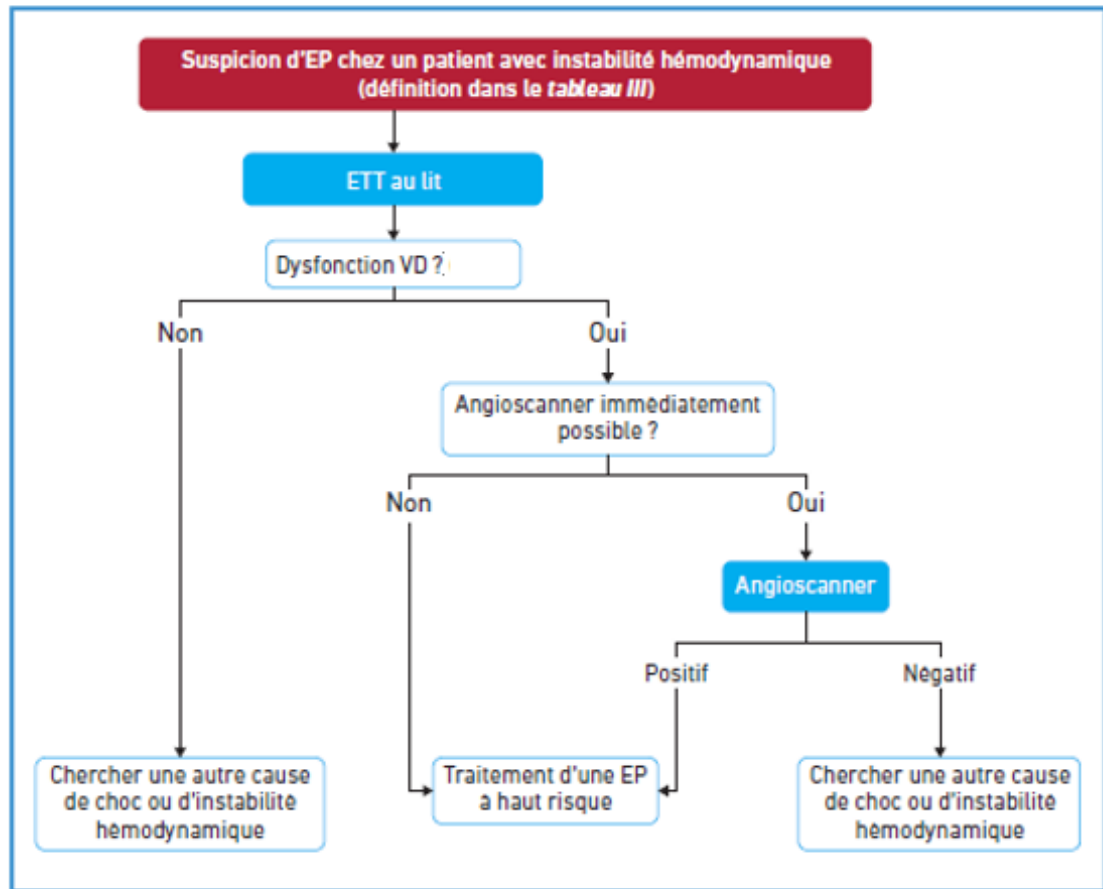 Suspicion d'EP chez un patient avec instabilité hémodynamique
(définition dans le tableau III)
ETT au lit
Dysfonction VD ?
Non
Oui
Angioscanner immédiatement
possible ?
Non
Oui
Angioscanner
Positif
Négatif
Chercher une autre cause
de choc ou d'instabilité
hémodynamique
Traitement d'une EP
à haut risque
Chercher une autre cause
de choc ou d'instabilité
hémodynamique